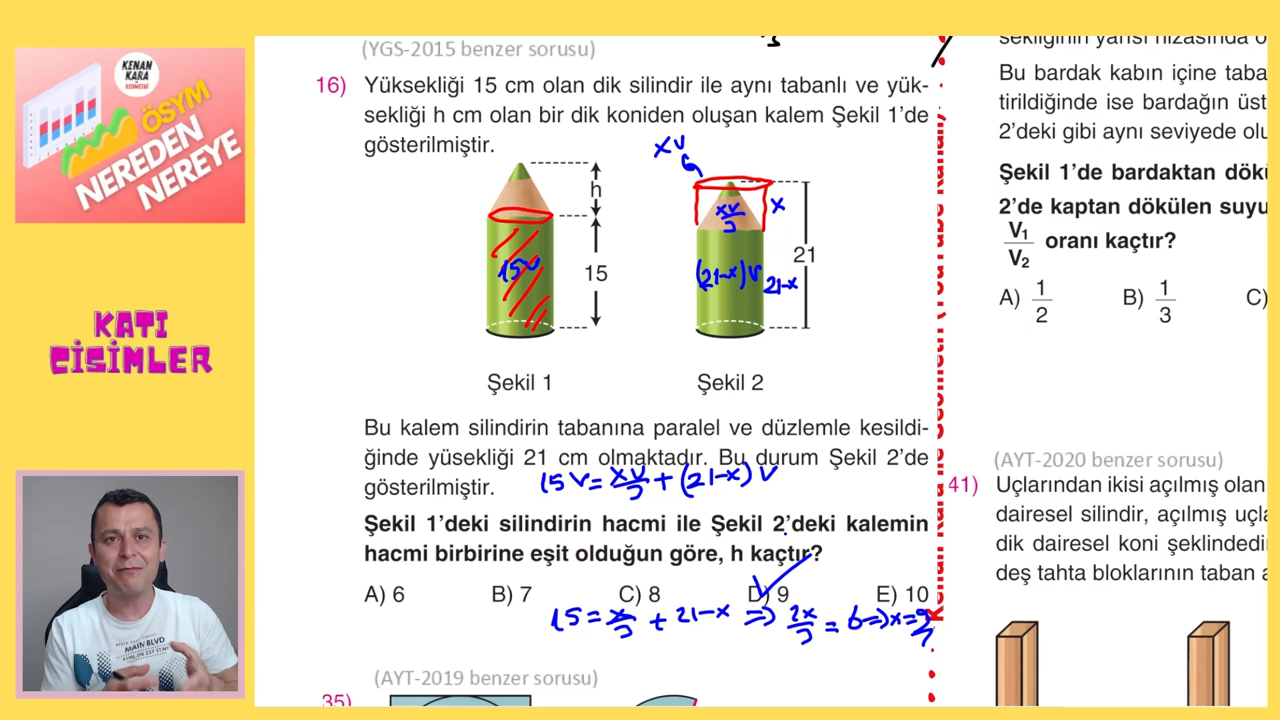 KENAN
KARA
ÖSYM
NEREDEN
NEREYE
KATI
CİSİMLER
MAIN BLVD
(YGS-2015 benzer sorusu)
16) Yüksekliği 15 cm olan dik silindir ile aynı tabanlı ve yük-
sekliği h cm olan bir dik koniden oluşan kalem Şekil 1'de
gösterilmiştir.
h
15
15V
Şekil 1
xV
xV/3
x
(21-x)V
21-x
21
Şekil 2
Bu kalem silindirin tabanına paralel ve düzlemle kesildi-
ğinde yüsekliği 21 cm olmaktadır. Bu durum Şekil 2'de
gösterilmiştir.
15V = xV/3 + (21-x)V
Şekil 1'deki silindirin hacmi ile Şekil 2'deki kalemin
hacmi birbirine eşit olduğun göre, h kaçtır?
A) 6 B) 7 C) 8 D) 9 E) 10
15 = x/3 + 21-x ⇒ 2x/3 = 6 ⇒ x = 9
(AYT-2019 benzer sorusu)
35)
Bu bardak kabın içine taba
tirildiğinde ise bardağın üst
2'deki gibi aynı seviyede olu
Şekil 1'de bardaktan dök
2'de kaptan dökülen suyu
V1/V2 oranı kaçtır?
A) 1/2 B) 1/3 C)
(AYT-2020 benzer sorusu)
41) Uçlarından ikisi açılmış olan
dairesel silindir, açılmış uçla
dik dairesel koni şeklindedi
deş tahta bloklarının taban a